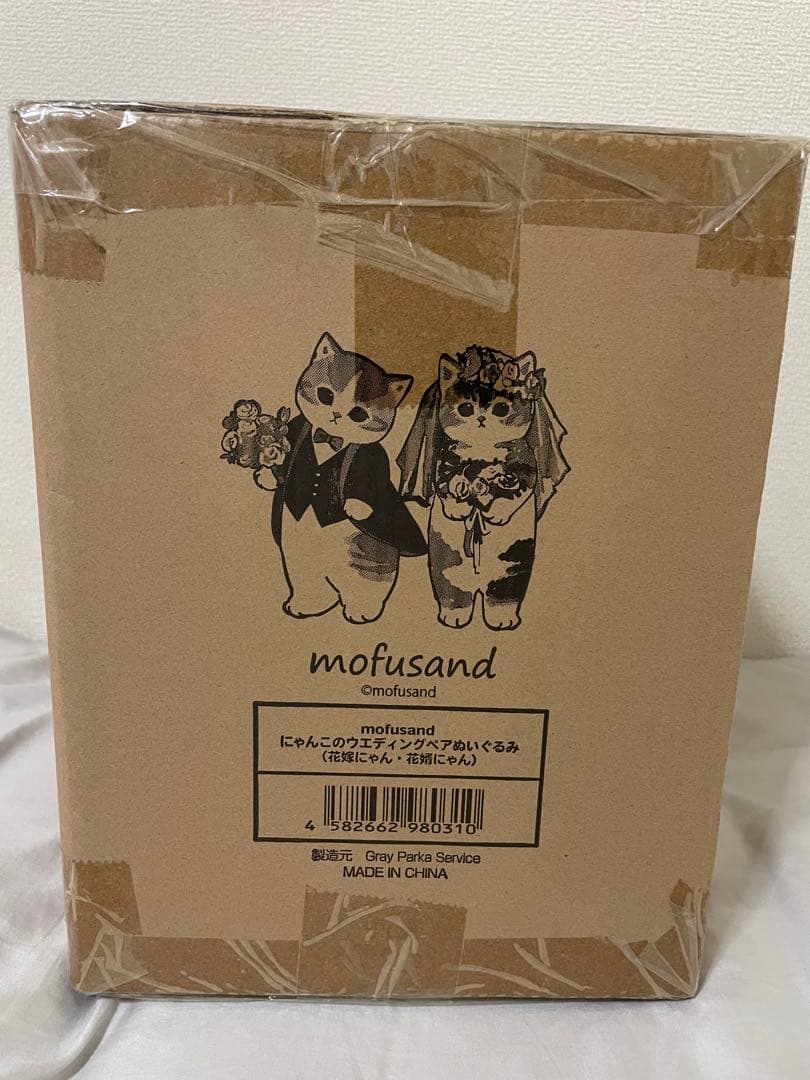 mofusand
©mofusand
mofusand
にゃんこのウエディングペアぬいぐるみ
（花嫁にゃん・花婿にゃん）
4 582662 980310
製造元 Gray Parka Service
MADE IN CHINA